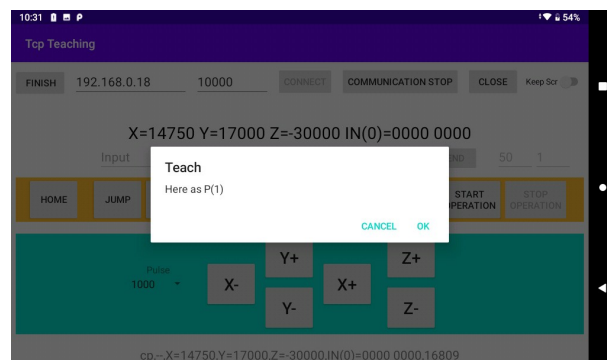 10:31 54%
Tcp Teaching
FINISH 192.168.0.18 10000 CONNECT COMMUNICATION STOP CLOSE Keep Scr
X=14750 Y=17000 Z=-30000 IN(0)=0000 0000
Input 50 1
Teach
Here as P(1)
CANCEL OK
HOME JUMP START OPERATION STOP OPERATION
Pulse
1000
Y+ Z+
X- X+
Y- Z-
cp,--,X=14750,Y=17000,Z=-30000,IN(0)=0000 0000,16809